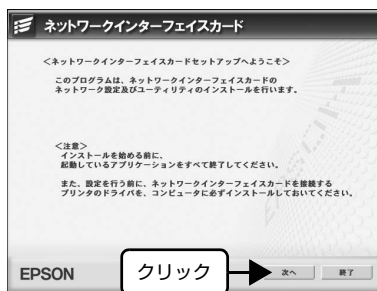 ネットワークインターフェイスカード
＜ネットワークインターフェイスカードセットアップへようこそ＞
このプログラムは、ネットワークインターフェイスカードの
ネットワーク設定及びユーティリティのインストールを行います。
＜注意＞
インストールを始める前に、
起動しているアプリケーションをすべて終了してください。
また、設定を行う前に、ネットワークインターフェイスカードを接続する
プリンタのドライバを、コンピュータに必ずインストールしておいてください。
EPSON クリック 次へ 終了